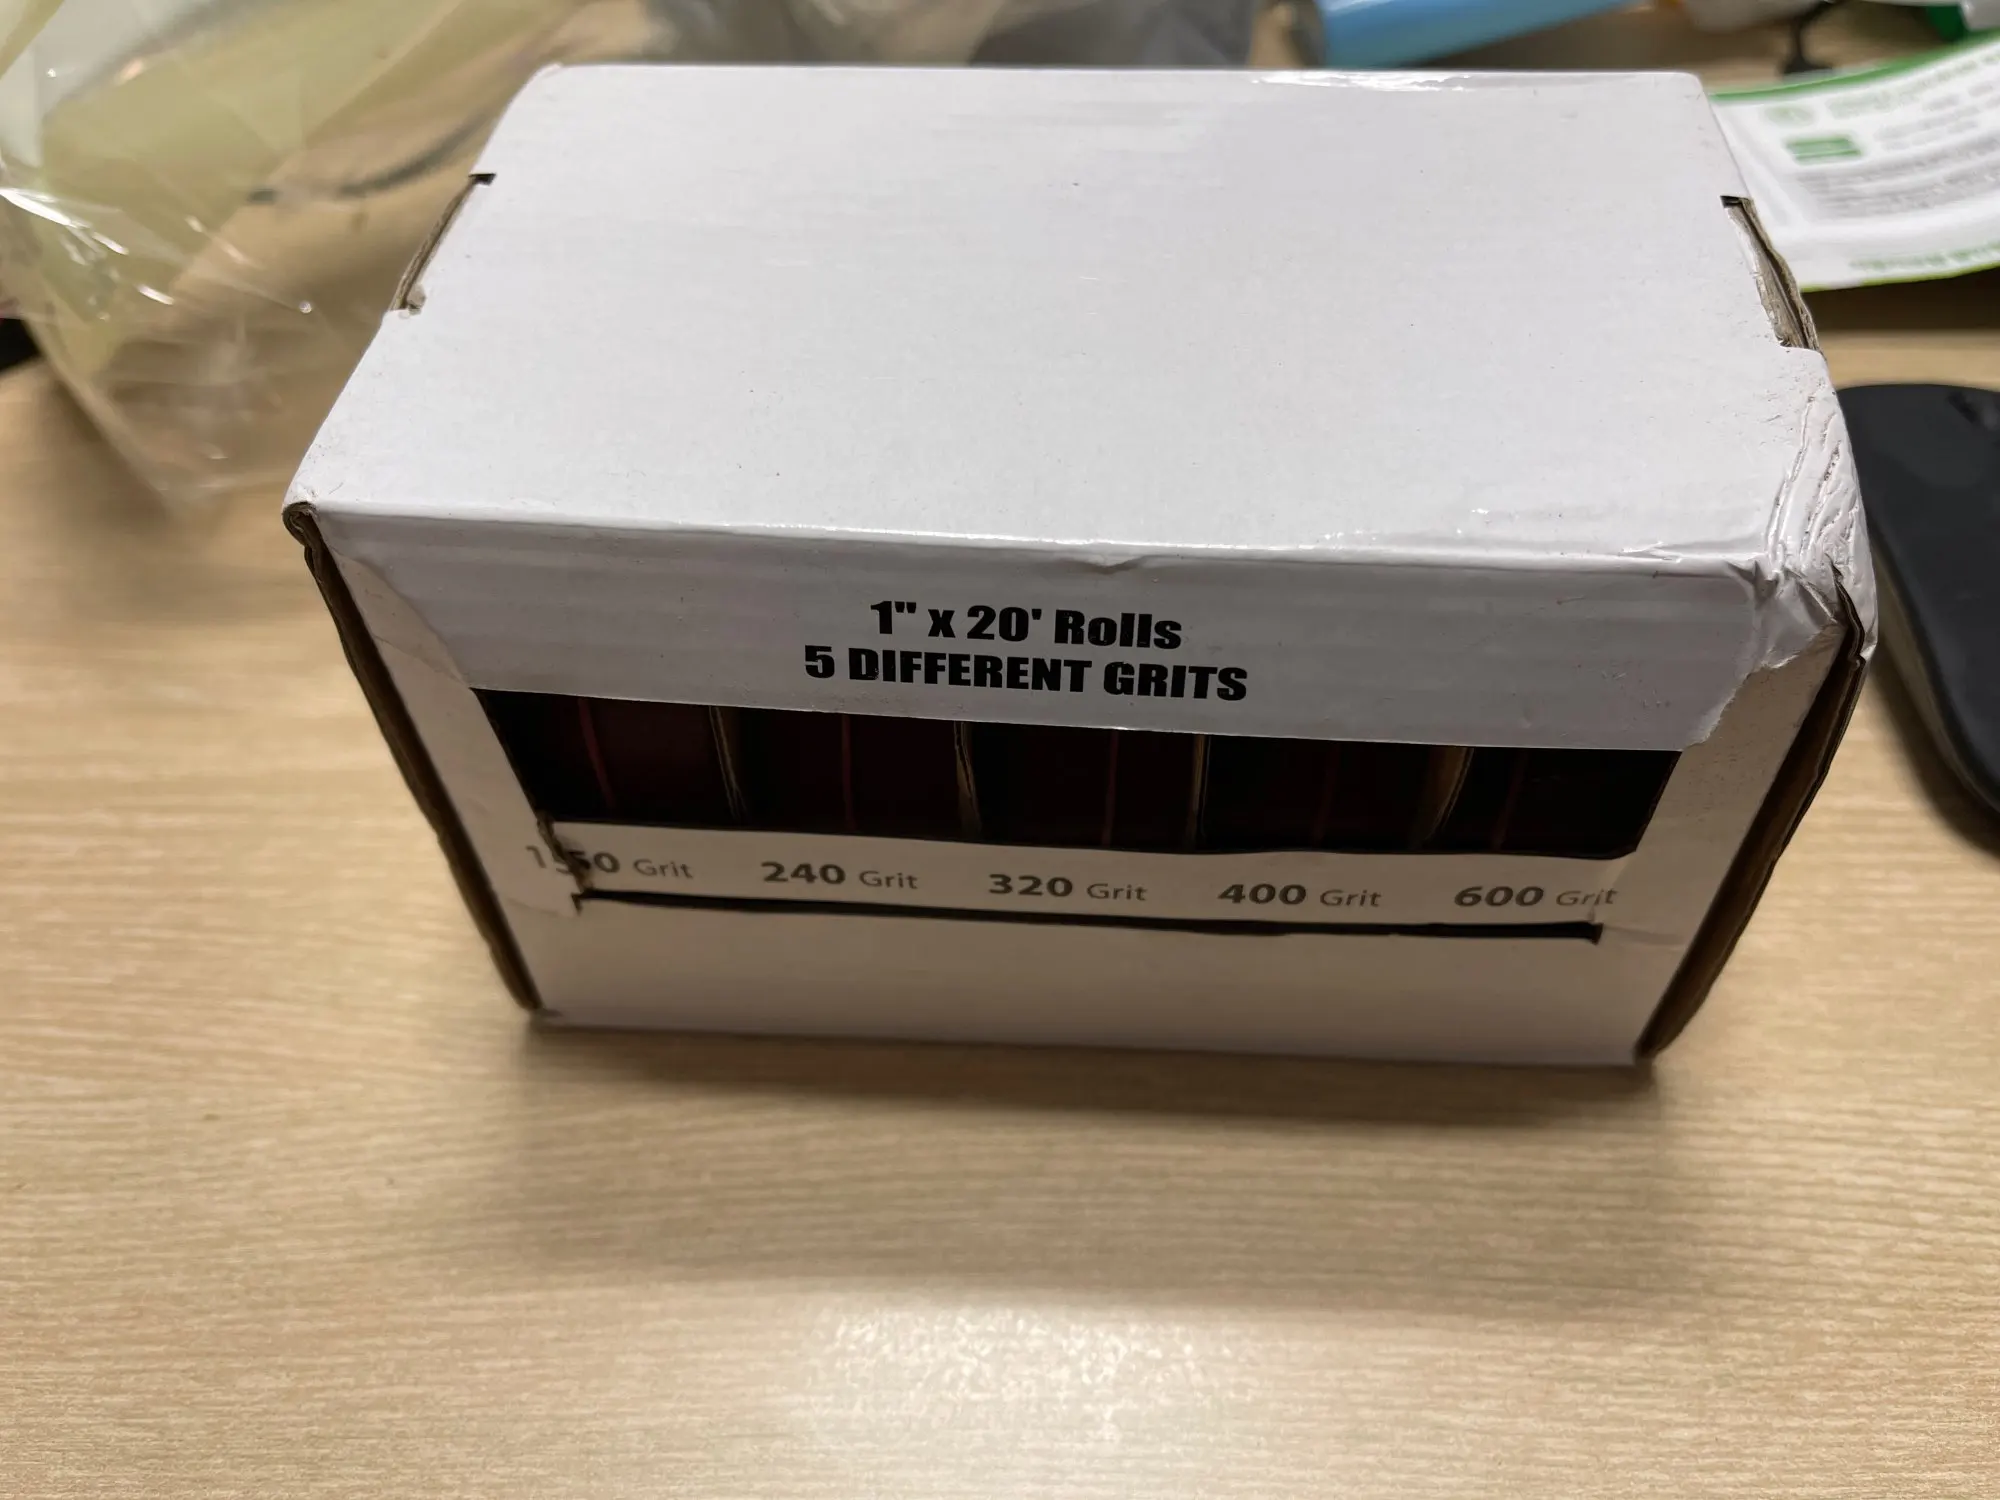 1" x 20' Rolls
5 DIFFERENT GRITS
150 Grit 240 Grit 320 Grit 400 Grit 600 Grit